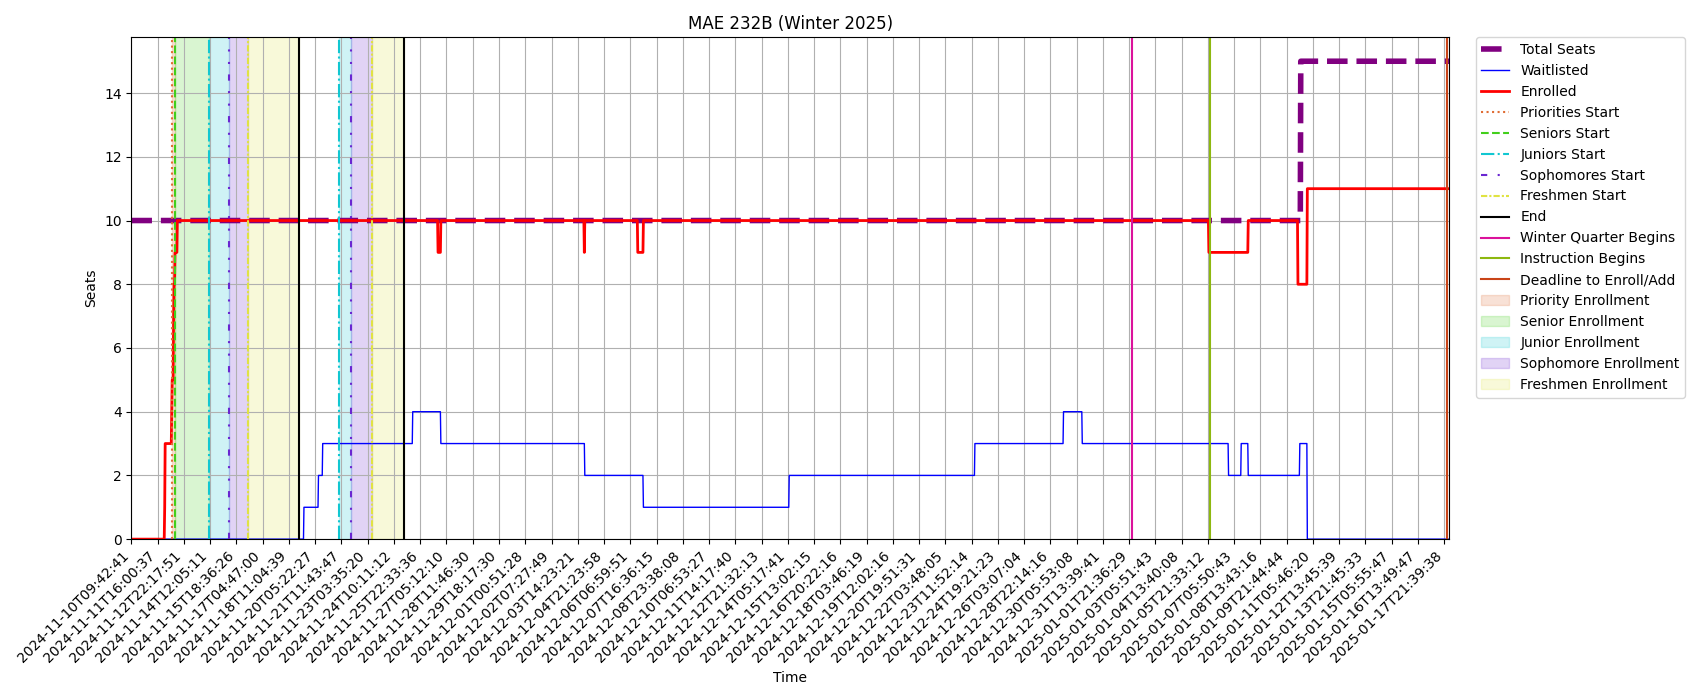 MAE 232B (Winter 2025)
Seats
14
12
10
8
6
4
2
0
2024-11-10T09:42:41
2024-11-11T16:00:37
2024-11-12T22:17:51
2024-11-14T12:05:11
2024-11-15T18:36:26
2024-11-17T04:47:00
2024-11-18T11:04:39
2024-11-20T05:22:27
2024-11-21T11:43:47
2024-11-23T03:35:20
2024-11-24T10:11:12
2024-11-25T22:33:36
2024-11-27T05:12:10
2024-11-28T11:46:30
2024-11-29T18:17:30
2024-12-01T00:51:28
2024-12-02T07:27:49
2024-12-03T14:23:21
2024-12-04T21:23:58
2024-12-06T06:59:51
2024-12-07T16:36:15
2024-12-08T23:38:08
2024-12-10T06:53:27
2024-12-11T14:17:40
2024-12-12T21:32:13
2024-12-14T05:17:41
2024-12-15T13:02:15
2024-12-16T20:22:16
2024-12-18T03:46:19
2024-12-19T12:02:16
2024-12-20T19:51:31
2024-12-22T03:48:05
2024-12-23T11:52:14
2024-12-24T19:21:23
2024-12-26T03:07:04
2024-12-28T22:14:16
2024-12-30T05:53:08
2024-12-31T13:39:41
2025-01-01T21:36:29
2025-01-03T05:51:43
2025-01-04T13:40:08
2025-01-05T21:33:12
2025-01-07T05:50:43
2025-01-08T13:43:16
2025-01-09T21:44:44
2025-01-11T05:46:20
2025-01-12T13:45:39
2025-01-13T21:45:33
2025-01-15T05:55:47
2025-01-16T13:49:47
2025-01-17T21:39:38
Time
Total Seats
Waitlisted
Enrolled
Priorities Start
Seniors Start
Juniors Start
Sophomores Start
Freshmen Start
End
Winter Quarter Begins
Instruction Begins
Deadline to Enroll/Add
Priority Enrollment
Senior Enrollment
Junior Enrollment
Sophomore Enrollment
Freshmen Enrollment